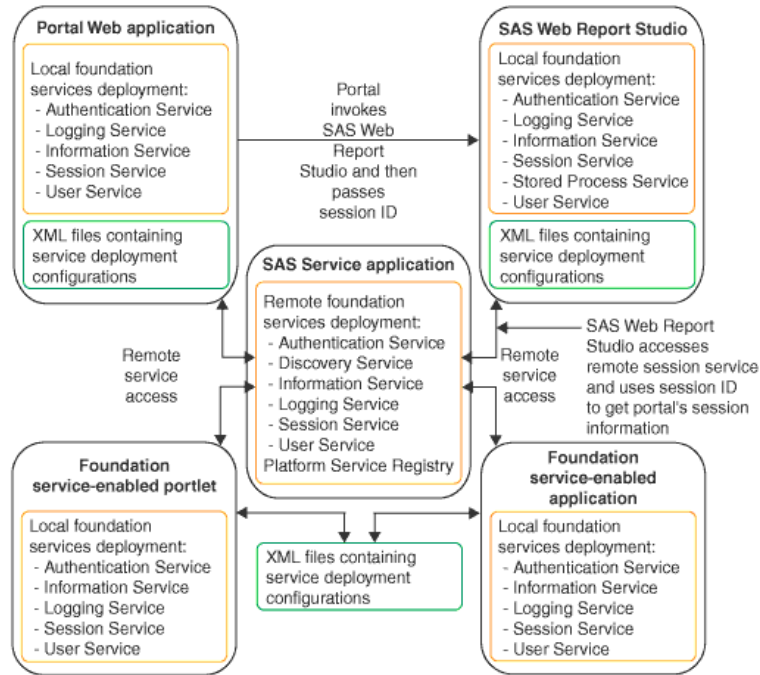 Portal Web application
Local foundation
services deployment:
- Authentication Service
- Logging Service
- Information Service
- Session Service
- User Service
XML files containing
service deployment
configurations
Portal
invokes
SAS Web
Report
Studio and then
passes
session ID
SAS Web Report Studio
Local foundation
services deployment:
- Authentication Service
- Logging Service
- Information Service
- Session Service
- Stored Process Service
- User Service
XML files containing
service deployment
configurations
SAS Service application
Remote foundation
services deployment:
- Authentication Service
- Discovery Service
- Information Service
- Logging Service
- Session Service
- User Service
Platform Service Registry
Remote
service
access
Remote
service
access
SAS Web Report
Studio accesses
remote session service
and uses session ID
to get portal's session
information
Foundation
service-enabled portlet
Local foundation
services deployment:
- Authentication Service
- Information Service
- Logging Service
- Session Service
- User Service
XML files containing
service deployment
configurations
Foundation
service-enabled
application
Local foundation
services deployment:
- Authentication Service
- Information Service
- Logging Service
- Session Service
- User Service